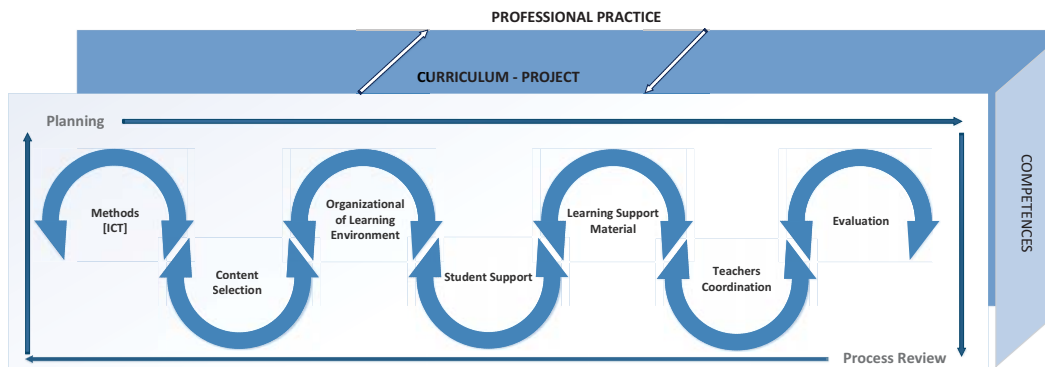 PROFESSIONAL PRACTICE
CURRICULUM - PROJECT
Planning
COMPETENCES
Methods
[ICT]
Content
Selection
Organizational
of Learning
Environment
Student Support
Learning Support
Material
Teachers
Coordination
Evaluation
Process Review